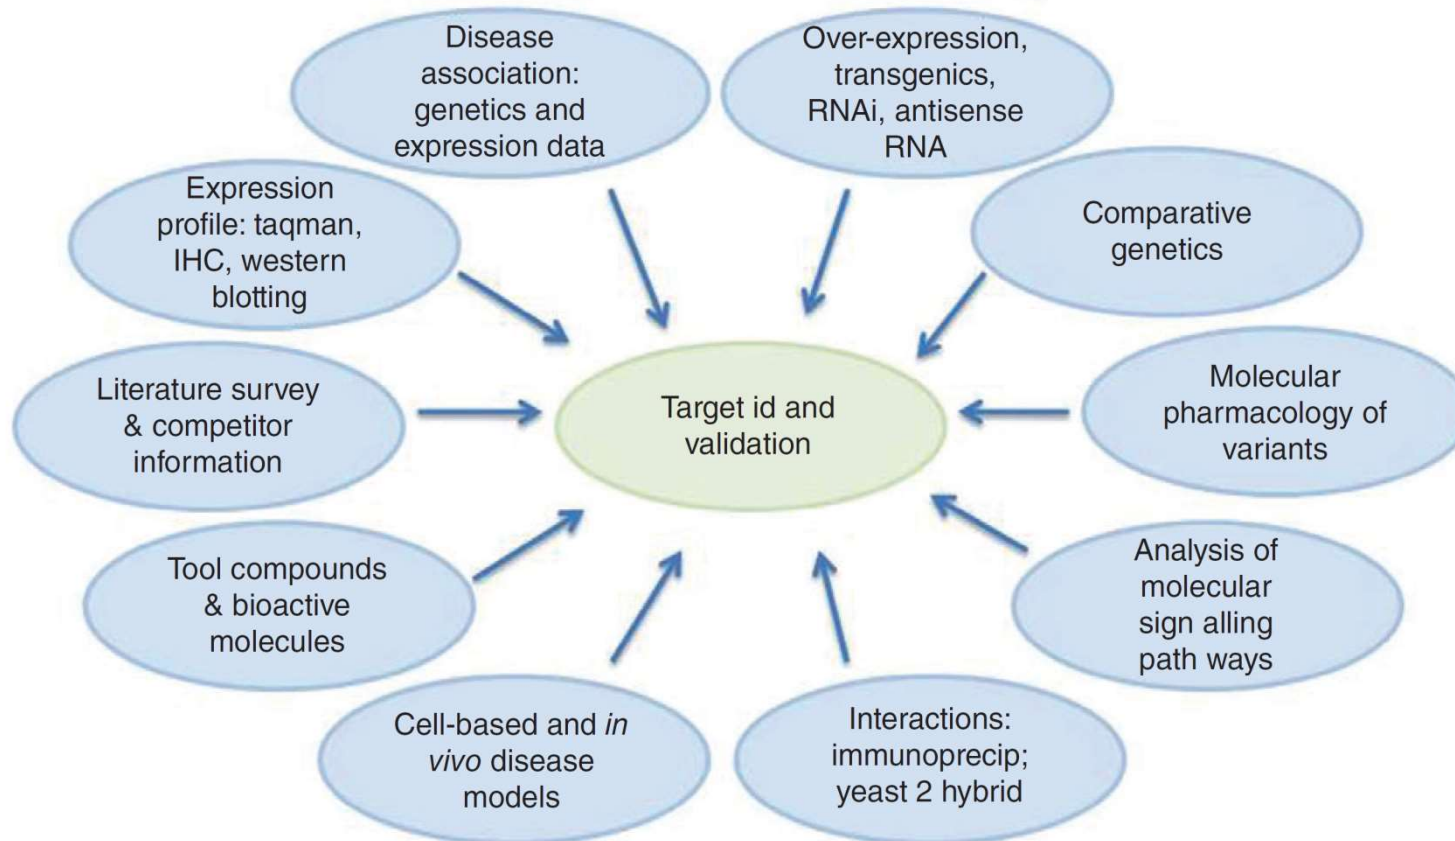 Disease
association:
genetics and
expression data
Over-expression,
transgenics,
RNAi, antisense
RNA
Expression
profile: taqman,
IHC, western
blotting
Comparative
genetics
Literature survey
& competitor
information
Target id and
validation
Molecular
pharmacology of
variants
Tool compounds
& bioactive
molecules
Analysis of
molecular
sign alling
path ways
Cell-based and in
vivo disease
models
Interactions:
immunoprecip;
yeast 2 hybrid